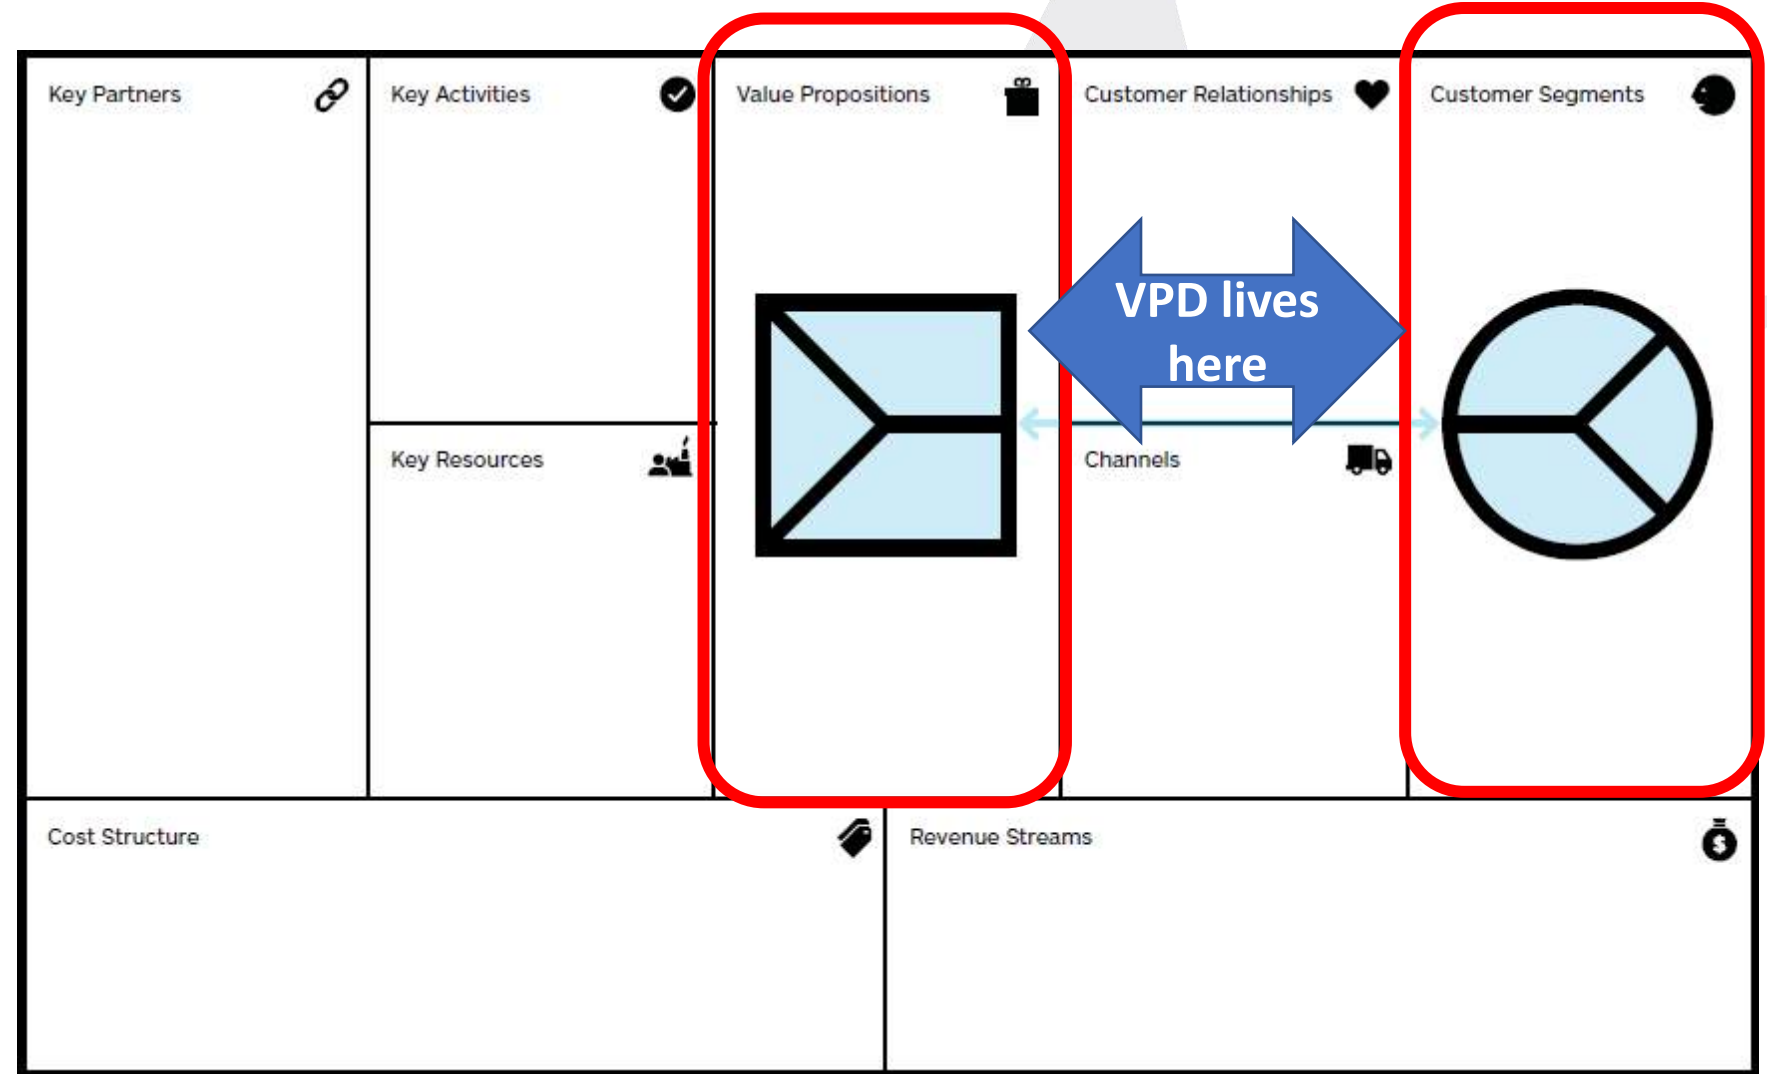 Key Partners
Key Activities
Value Propositions
Customer Relationships
Customer Segments
VPD lives
here
Key Resources
Channels
Cost Structure
Revenue Streams
$